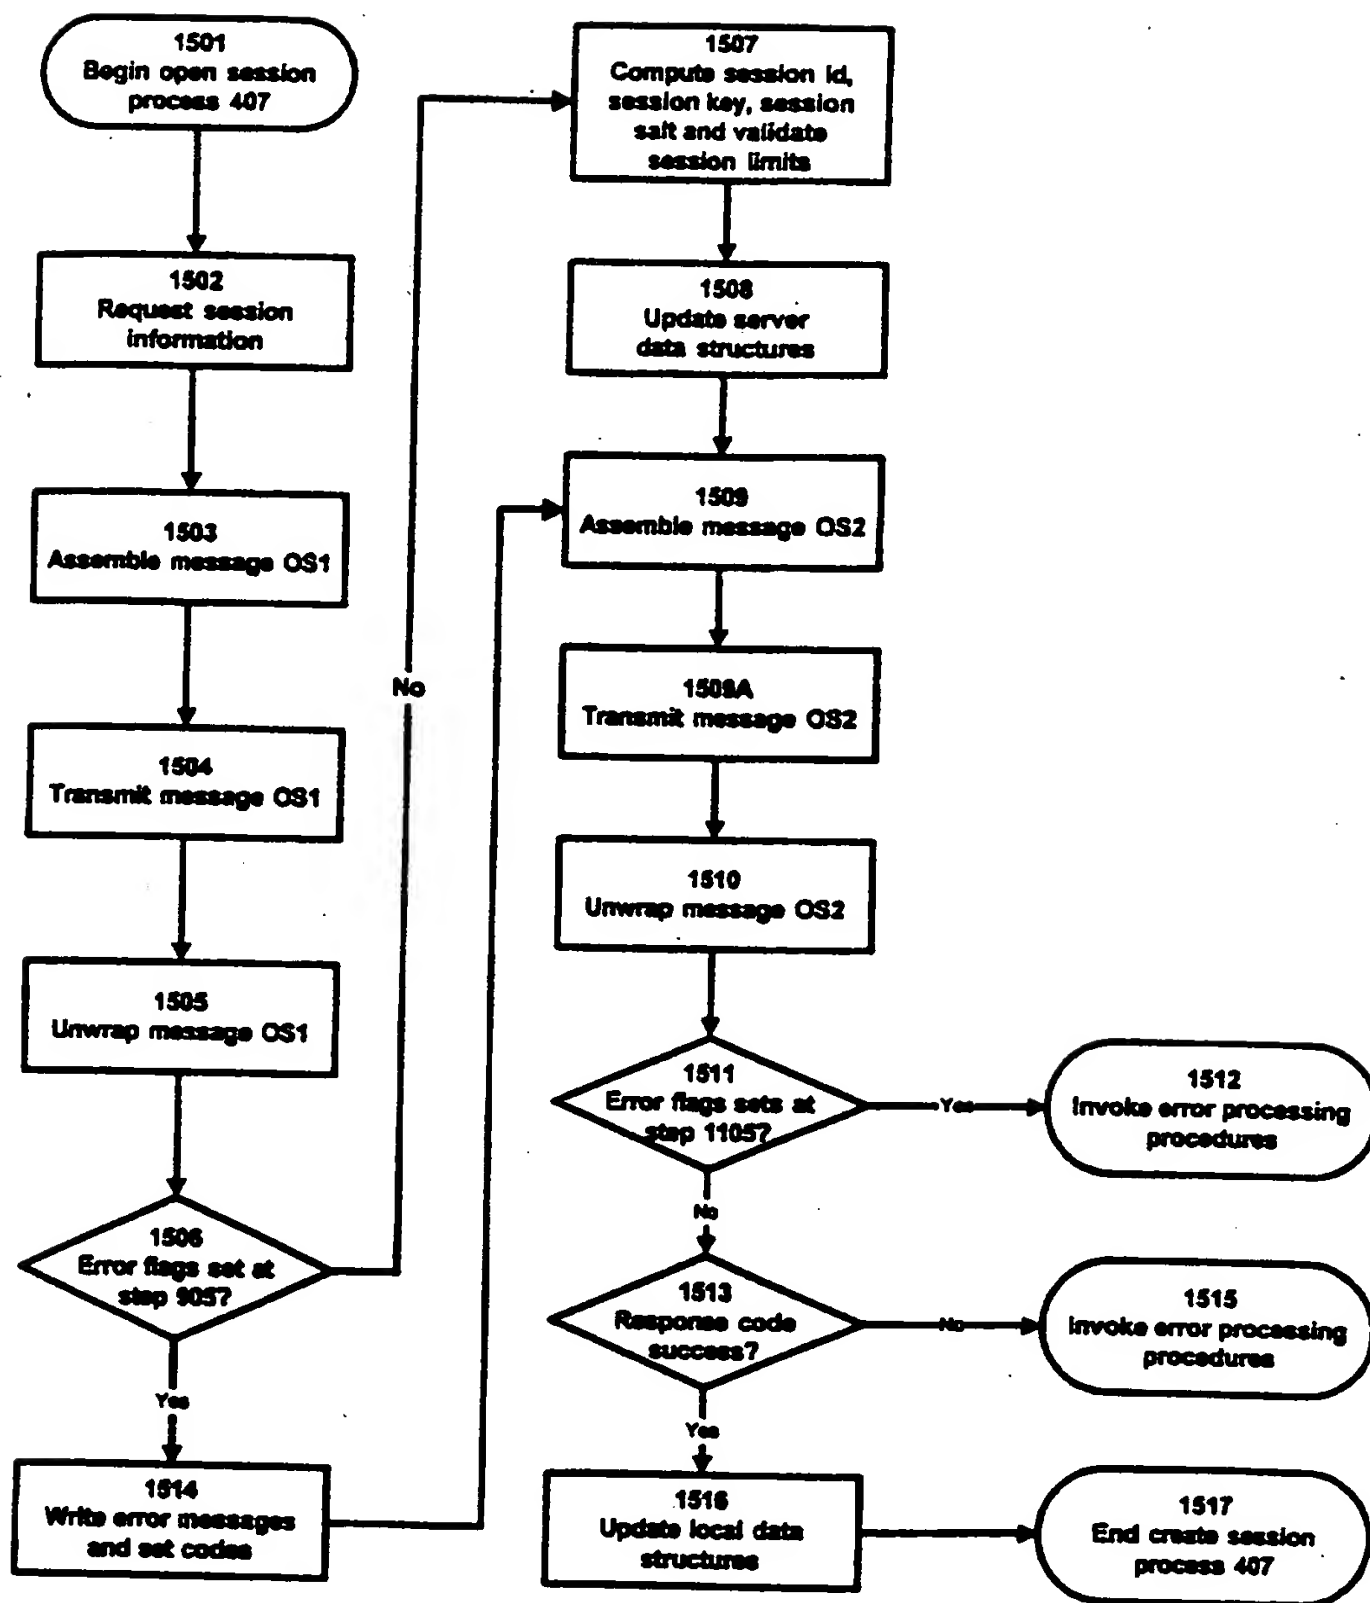 1501
Begin open session
process 407
1502
Request session
information
1503
Assemble message OS1
1504
Transmit message OS1
1505
Unwrap message OS1
1506
Error flags set at
step 905?
Yes
1514
Write error messages
and set codes
No
1507
Compute session id,
session key, session
salt and validate
session limits
1508
Update server
data structures
1509
Assemble message OS2
1509A
Transmit message OS2
1510
Unwrap message OS2
1511
Error flags sets at
step 1105?
Yes
1512
Invoke error processing
procedures
No
1513
Response code
success?
No
1515
Invoke error processing
procedures
Yes
1516
Update local data
structures
1517
End create session
process 407